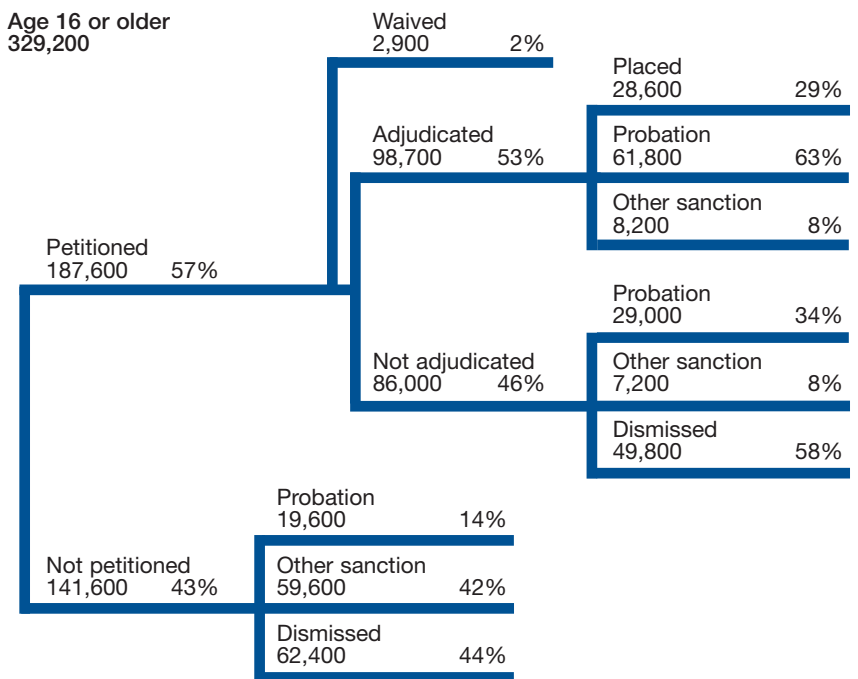 Age 16 or older
329,200
Waived
2,900 2%
Placed
28,600 29%
Adjudicated
98,700 53%
Probation
61,800 63%
Other sanction
8,200 8%
Petitioned
187,600 57%
Probation
29,000 34%
Not adjudicated
86,000 46%
Other sanction
7,200 8%
Dismissed
49,800 58%
Probation
19,600 14%
Not petitioned
141,600 43%
Other sanction
59,600 42%
Dismissed
62,400 44%